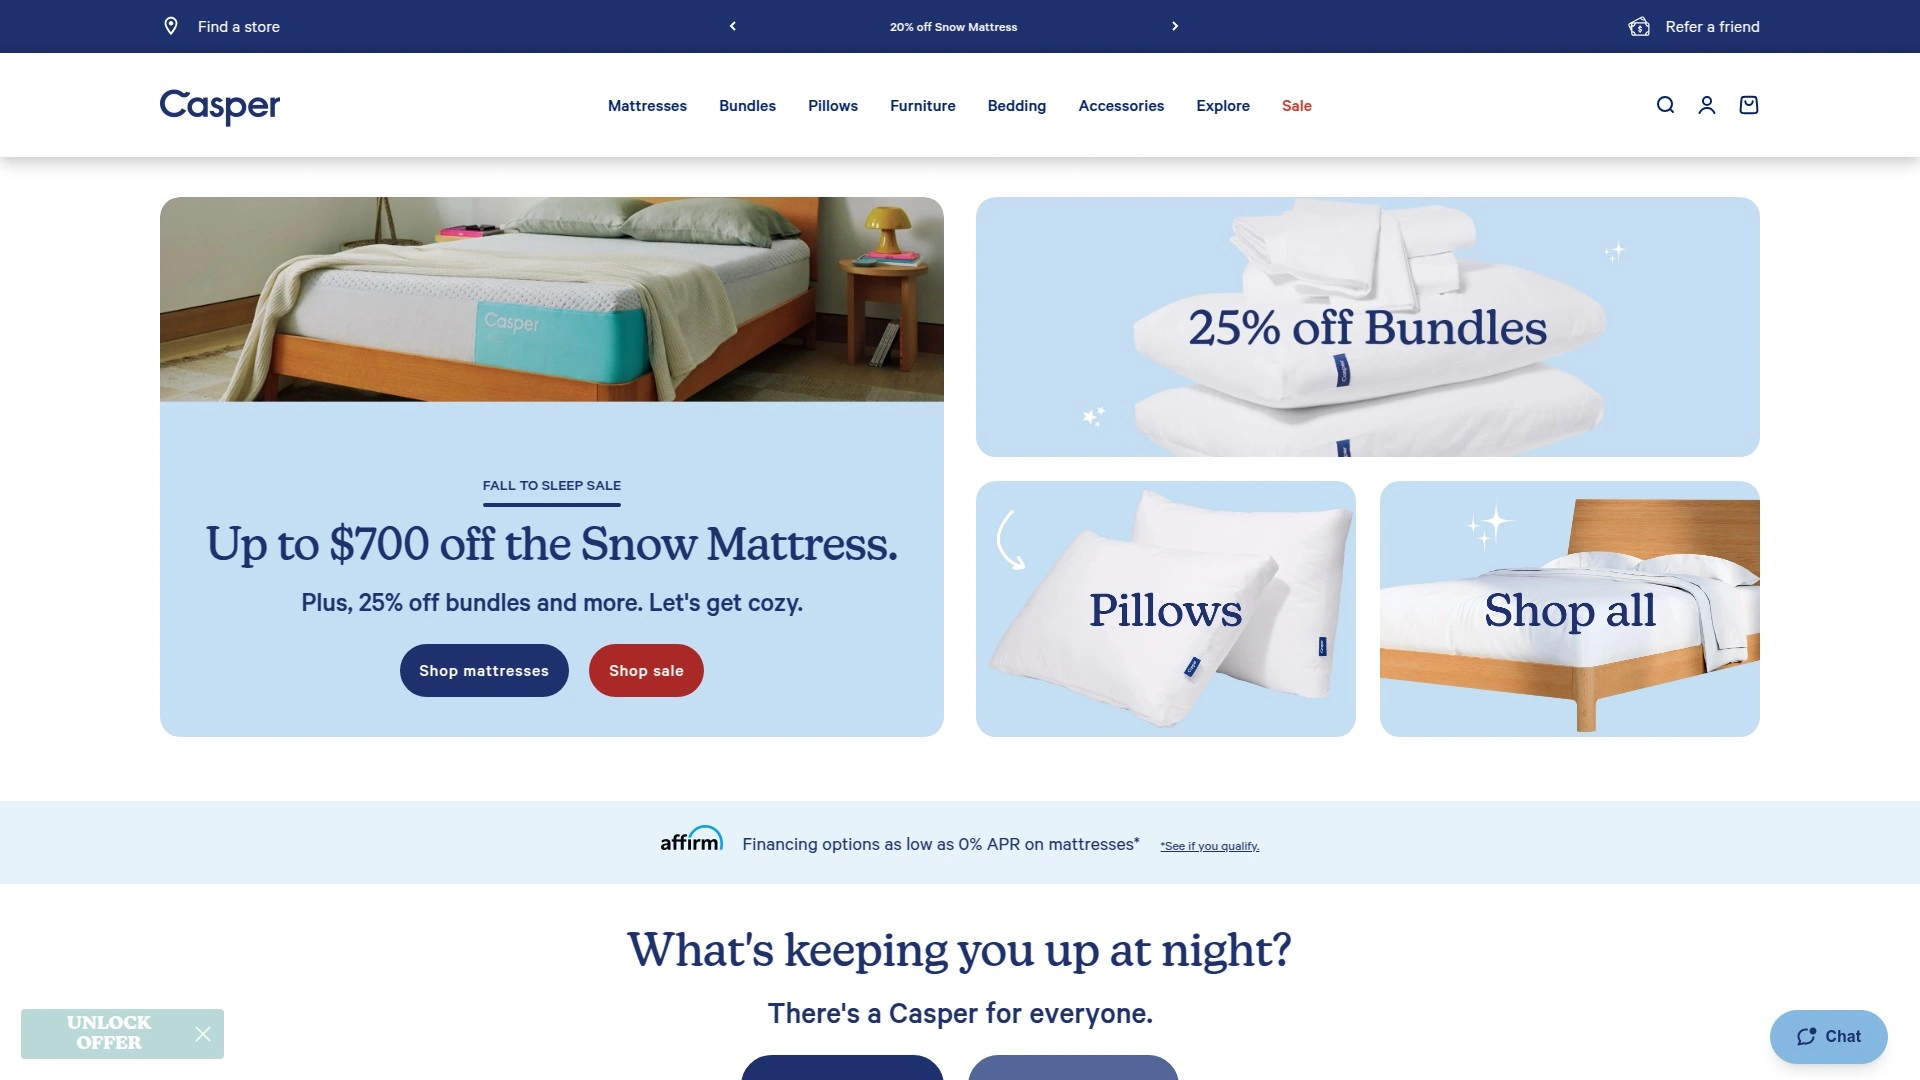 Find a store
20% off Snow Mattress
Refer a friend
Casper
Mattresses
Bundles
Pillows
Furniture
Bedding
Accessories
Explore
Sale
Casper
FALL TO SLEEP SALE
Up to $700 off the Snow Mattress.
Plus, 25% off bundles and more. Let's get cozy.
Shop mattresses
Shop sale
25% off Bundles
Casper
Pillows
Casper
Casper
Shop all
affirm
Financing options as low as 0% APR on mattresses*
*See if you qualify.
What's keeping you up at night?
There's a Casper for everyone.
UNLOCK
OFFER
Chat